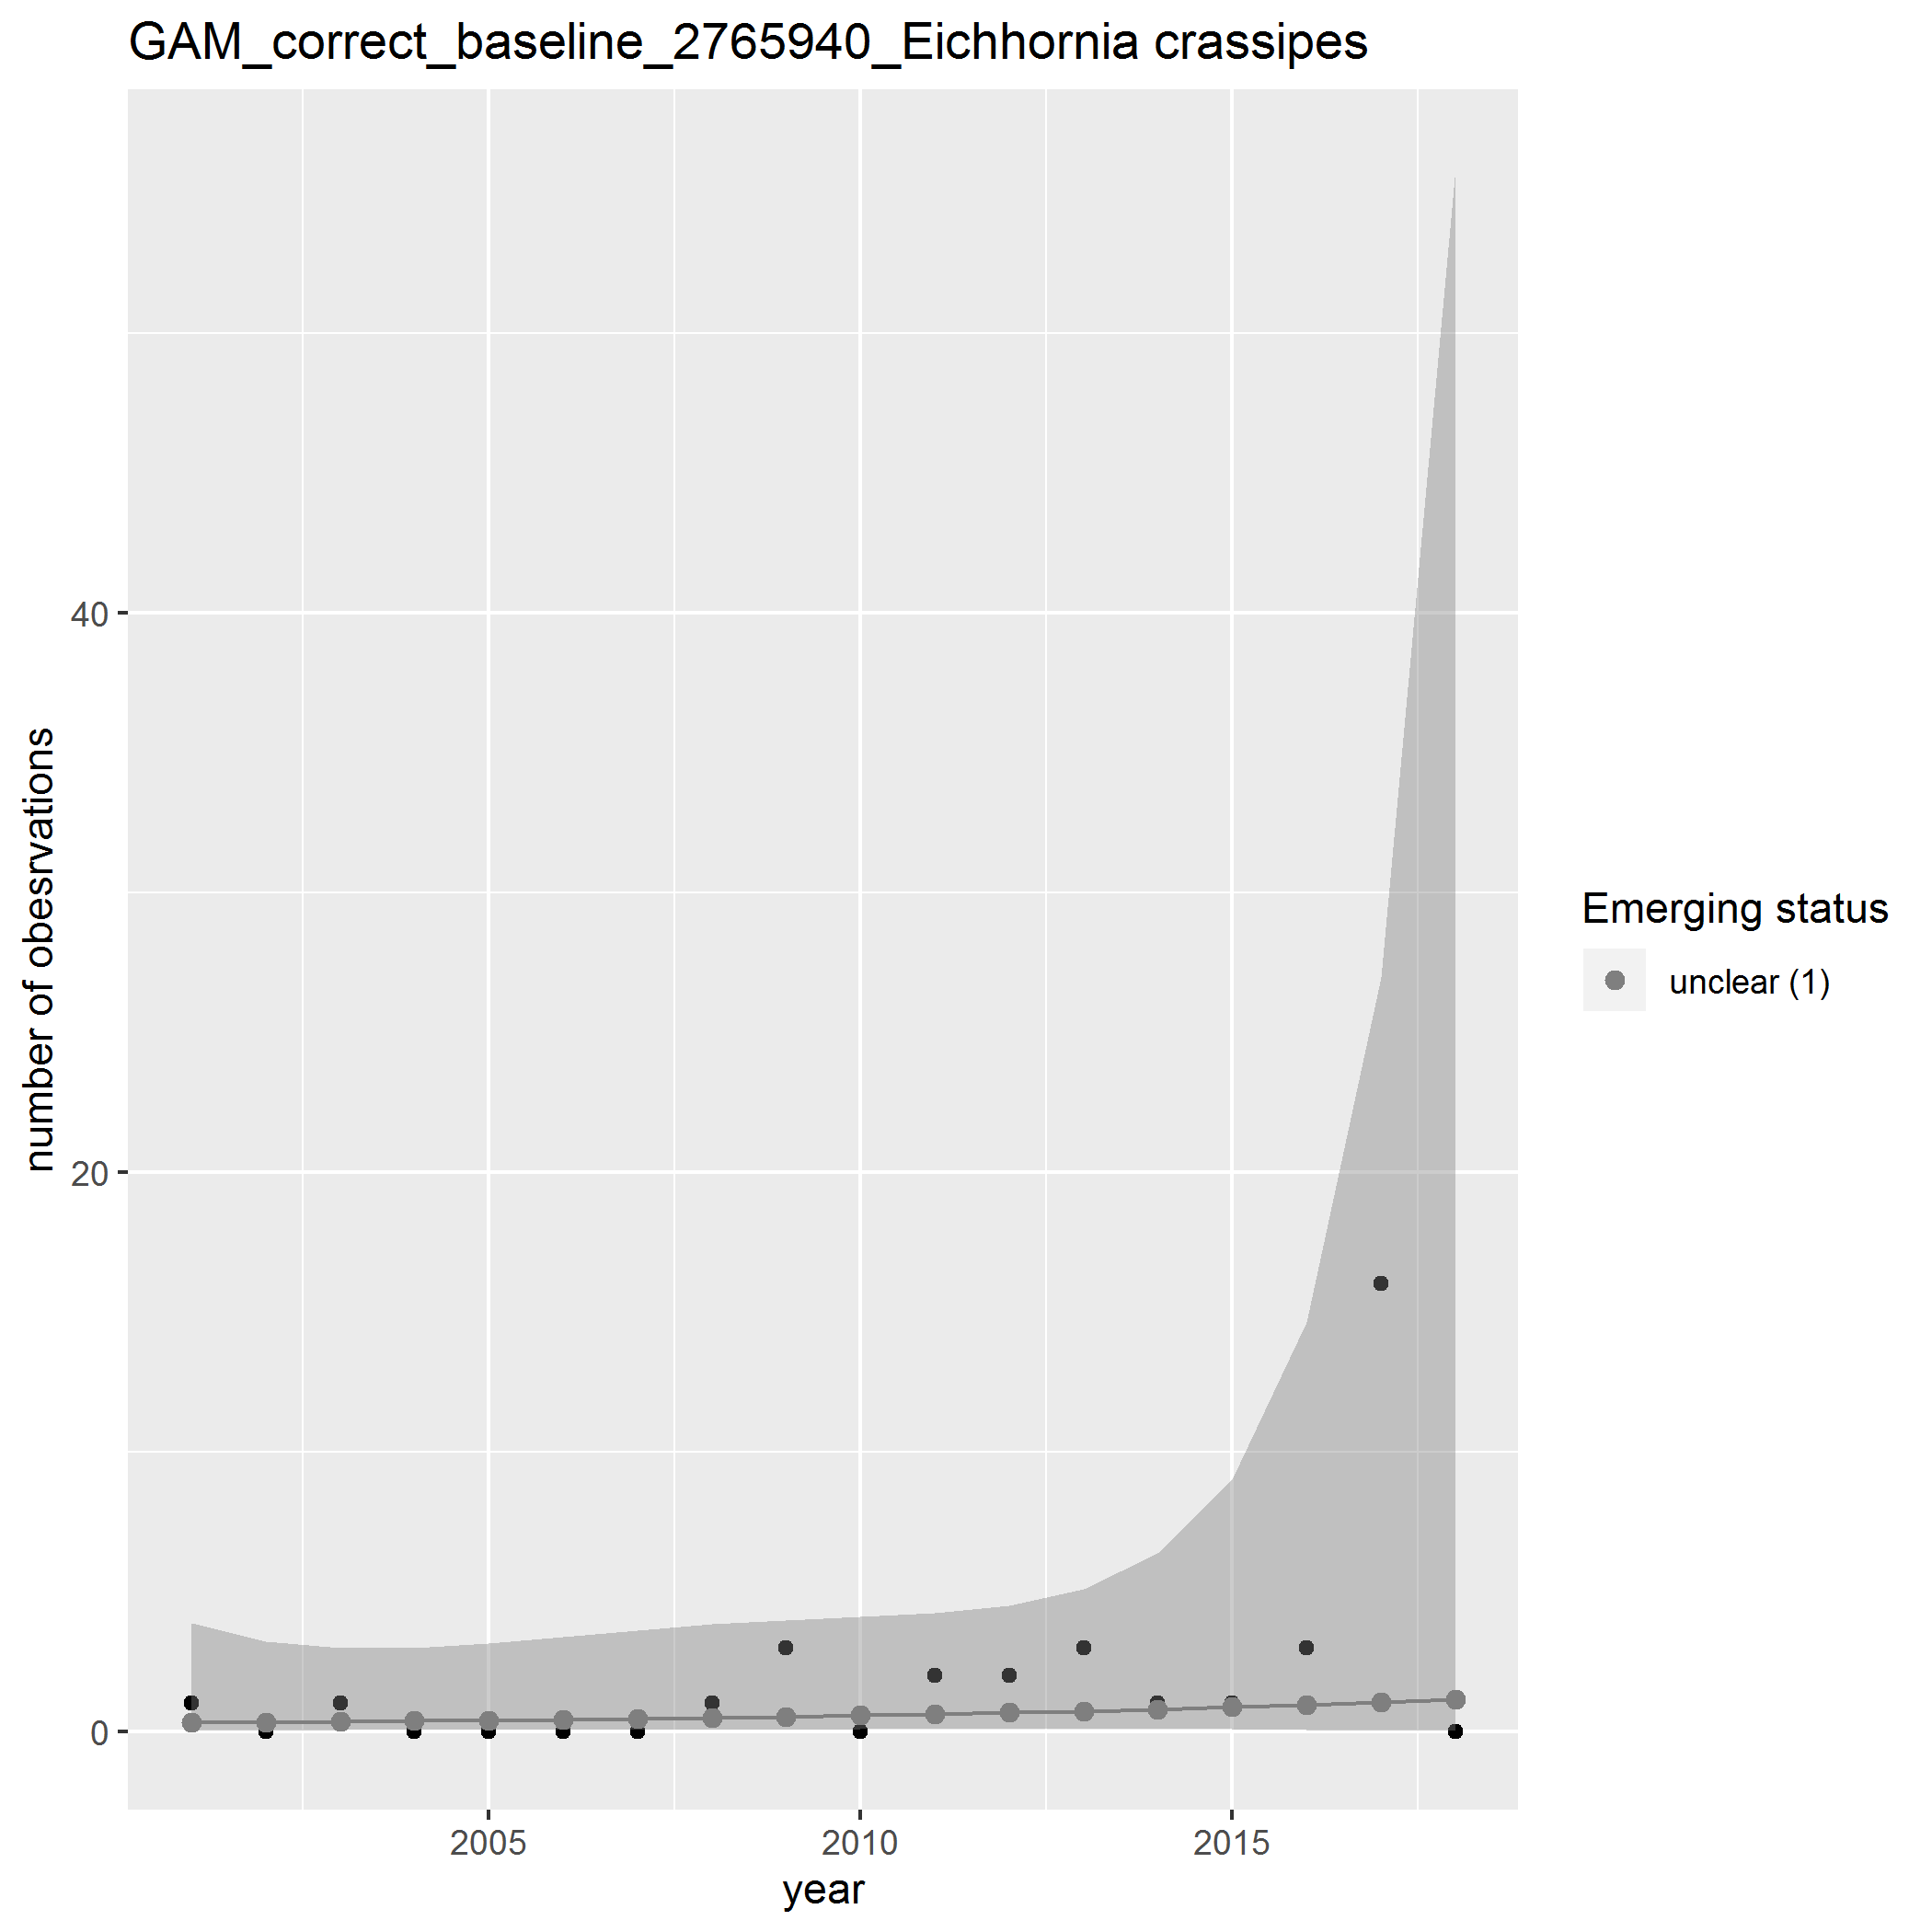 GAM_correct_baseline_2765940_Eichhornia crassipes
number of obesrvations
40
20
0
2005
2010
2015
year
Emerging status
unclear (1)